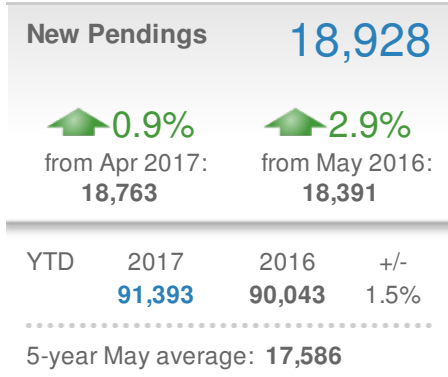 New Pendings 18,928
0.9% 2.9%
from Apr 2017: from May 2016:
18,763 18,391
YTD 2017 2016 +/-
91,393 90,043 1.5%
5-year May average: 17,586